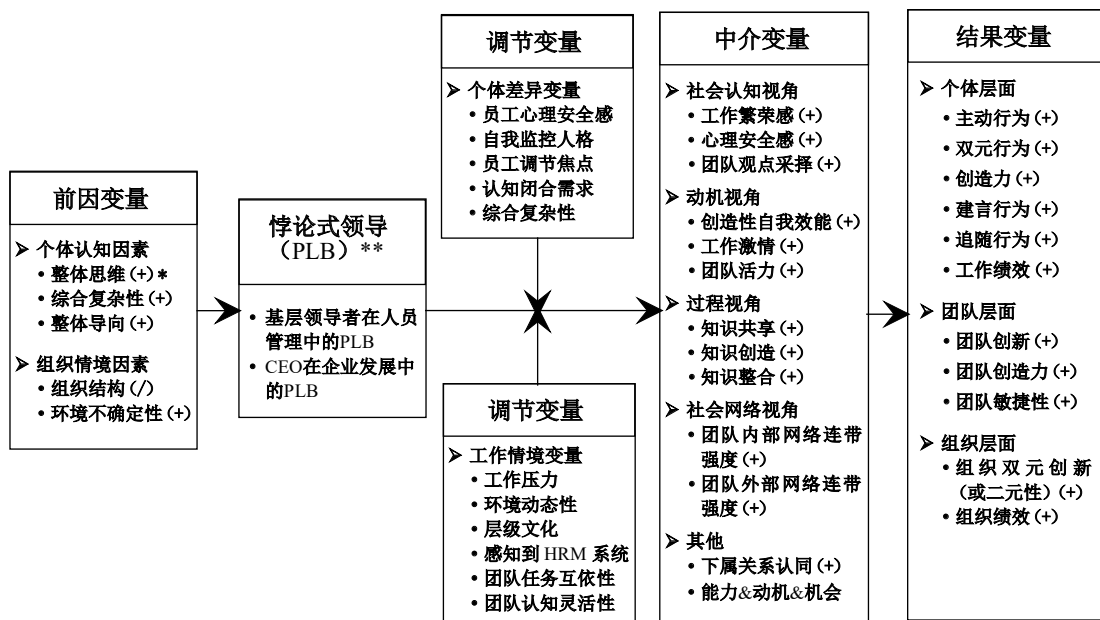 前因变量
➢ 个体认知因素
• 整体思维(+)*
• 综合复杂性(+)
• 整体导向(+)
➢ 组织情境因素
• 组织结构(/)
• 环境不确定性(+)
悖论式领导
（PLB）**
• 基层领导者在人员
管理中的PLB
• CEO在企业发展中
的PLB
调节变量
➢ 个体差异变量
• 员工心理安全感
• 自我监控人格
• 员工调节焦点
• 认知闭合需求
• 综合复杂性
调节变量
➢ 工作情境变量
• 工作压力
• 环境动态性
• 层级文化
• 感知到 HRM 系统
• 团队任务互依性
• 团队认知灵活性
中介变量
➢ 社会认知视角
• 工作繁荣感(+)
• 心理安全感(+)
• 团队观点采择(+)
➢ 动机视角
• 创造性自我效能(+)
• 工作激情(+)
• 团队活力(+)
➢ 过程视角
• 知识共享(+)
• 知识创造(+)
• 知识整合(+)
➢ 社会网络视角
• 团队内部网络连带
强度(+)
• 团队外部网络连带
强度(+)
➢ 其他
• 下属关系认同(+)
• 能力&动机&机会
结果变量
➢ 个体层面
• 主动行为(+)
• 双元行为(+)
• 创造力(+)
• 建言行为(+)
• 追随行为(+)
• 工作绩效(+)
➢ 团队层面
• 团队创新(+)
• 团队创造力(+)
• 团队敏捷性(+)
➢ 组织层面
• 组织双元创新
（或二元性）(+)
• 组织绩效(+)